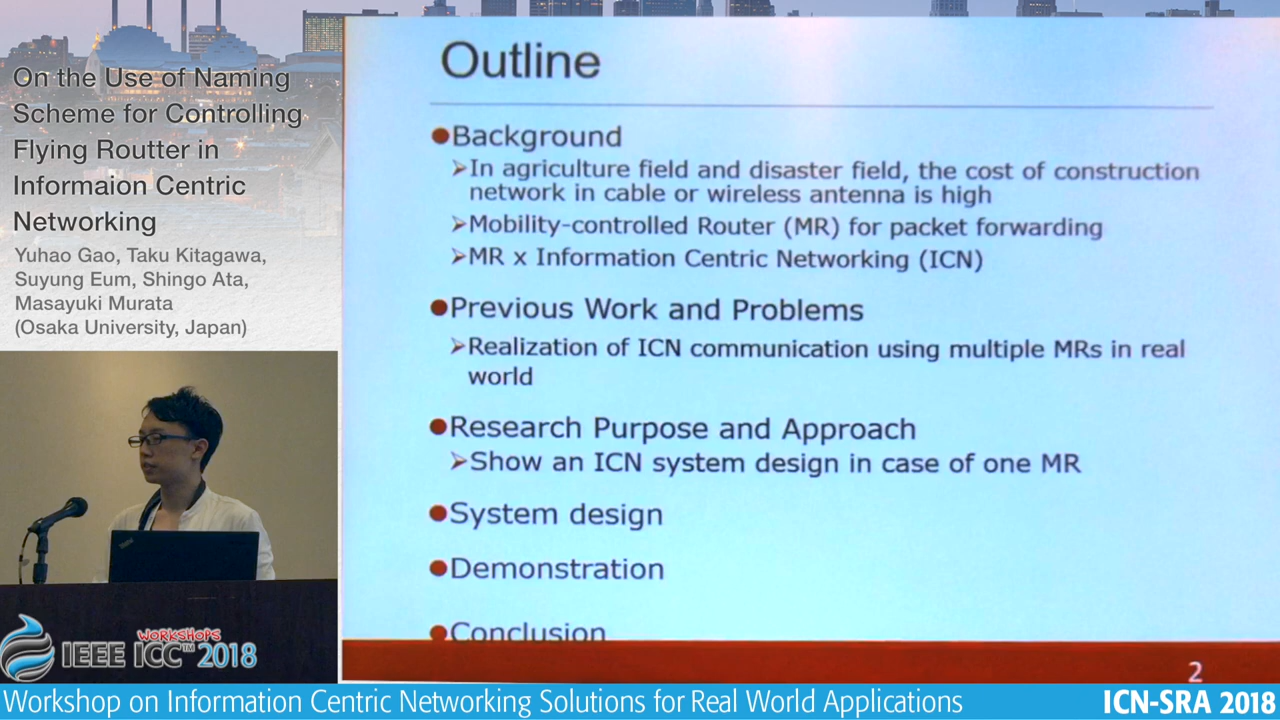 On the Use of Naming
Scheme for Controlling
Flying Routter in
Informaion Centric
Networking
Yuhao Gao, Taku Kitagawa,
Suyung Eum, Shingo Ata,
Masayuki Murata
(Osaka University, Japan)
Outline
●Background
➢In agriculture field and disaster field, the cost of construction
network in cable or wireless antenna is high
➢Mobility-controlled Router (MR) for packet forwarding
➢MR x Information Centric Networking (ICN)
●Previous Work and Problems
➢Realization of ICN communication using multiple MRs in real
world
●Research Purpose and Approach
➢Show an ICN system design in case of one MR
●System design
●Demonstration
●Conclusion
2
WORKSHOPS
IEEE ICC™ 2018
Workshop on Information Centric Networking Solutions for Real World Applications
ICN-SRA 2018